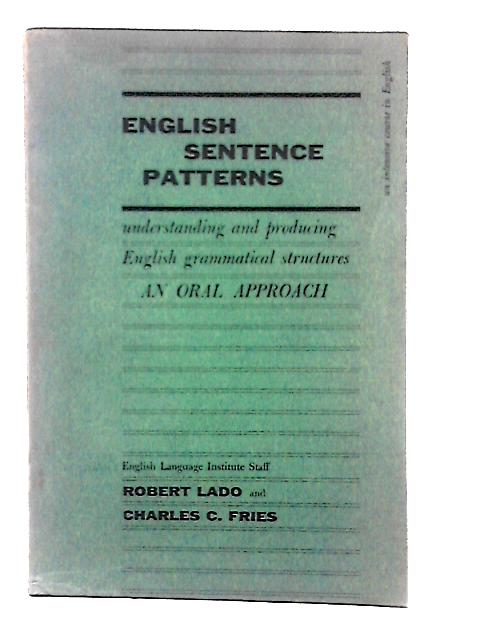 an intensive course in English
ENGLISH
SENTENCE
PATTERNS
understanding and producing
English grammatical structures
AN ORAL APPROACH
English Language Institute Staff
ROBERT LADO and
CHARLES C. FRIES